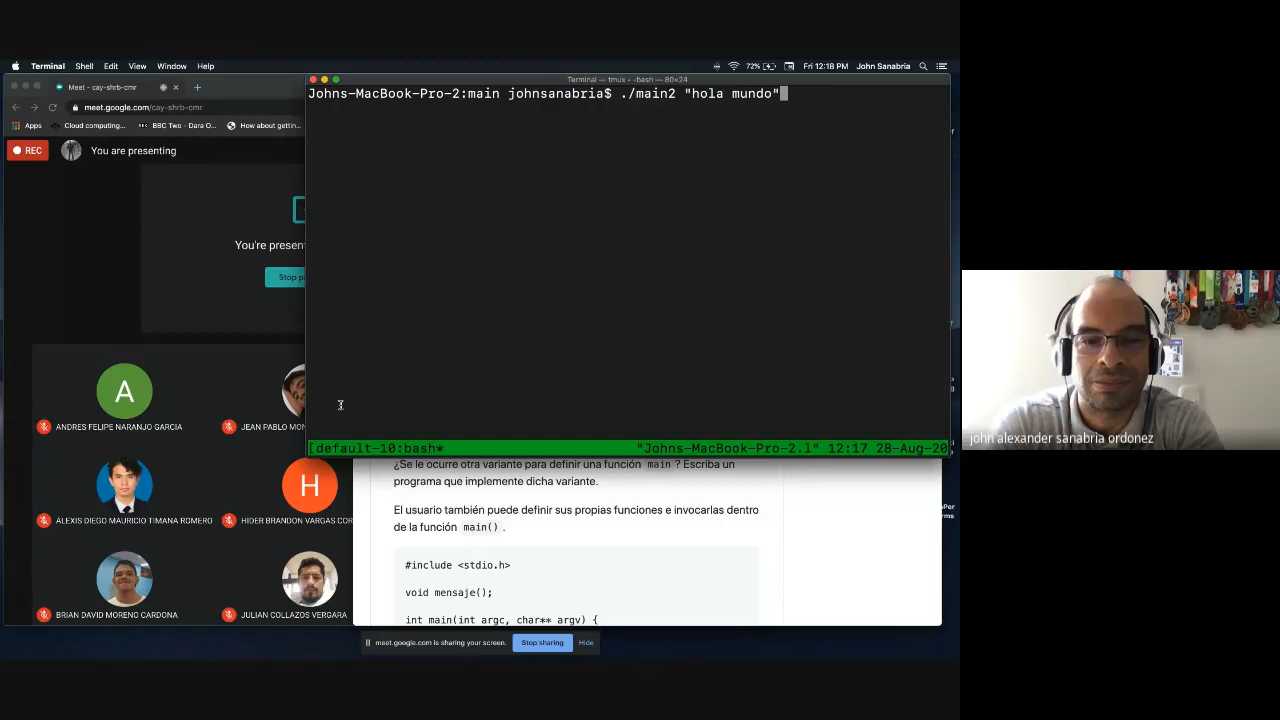 Terminal Shell Edit View Window Help 72% Fri 12:18 PM John Sanabria
Meet - cay-shrb-cmr
meet.google.com/cay-shrb-cmr
Apps Cloud computing... BBC Two - Dara O... How about gettin...
REC You are presenting
You're presen
Stop p
Terminal — tmux • -bash — 80×24
Johns-MacBook-Pro-2:main johnsanabria$ ./main2 "hola mundo"
[default-10:bash* "Johns-MacBook-Pro-2.l" 12:17 28-Aug-20
A
ANDRES FELIPE NARANJO GARCIA JEAN PABLO MON
H
ALEXIS DIEGO MAURICIO TIMANA ROMERO HIDER BRANDON VARGAS COR
BRIAN DAVID MORENO CARDONA JULIAN COLLAZOS VERGARA
¿Se le ocurre otra variante para definir una función main ? Escriba un
programa que implemente dicha variante.
El usuario también puede definir sus propias funciones e invocarlas dentro
de la función main() .
#include <stdio.h>
void mensaje();
int main(int argc, char** argv) {
meet.google.com is sharing your screen. Stop sharing Hide
john alexander sanabria ordonez